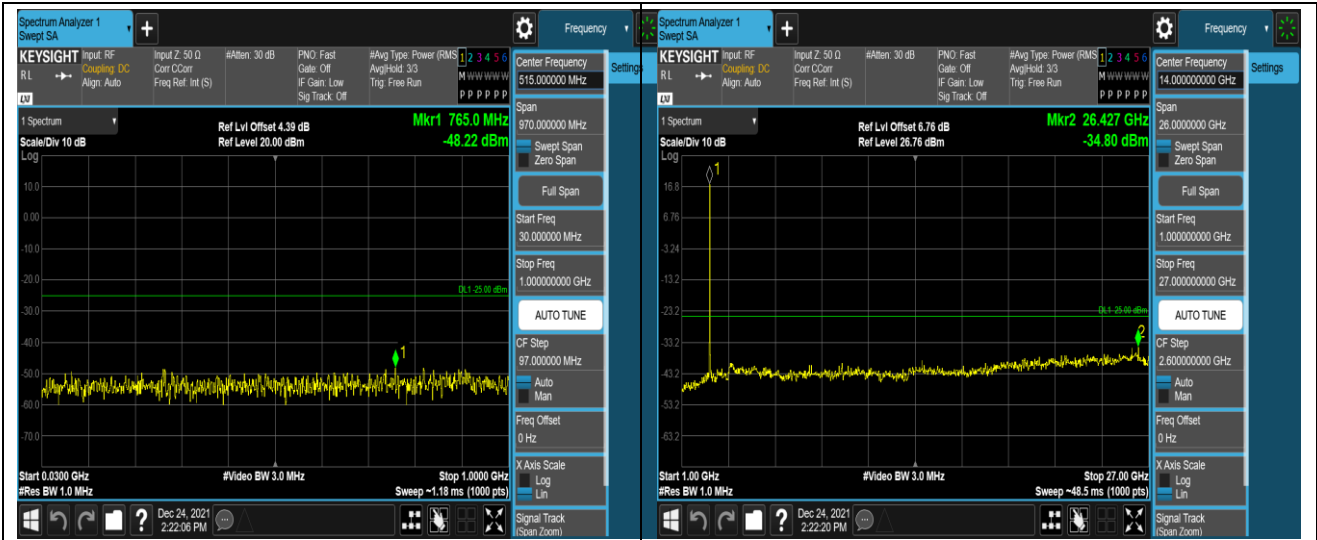 Spectrum Analyzer 1
Swept SA
Frequency
KEYSIGHT
RL
LXI
Input: RF
Coupling: DC
Align: Auto
Input Z: 50 Ω
Corr CCorr
Freq Ref: Int (S)
#Atten: 30 dB
PNO: Fast
Gate: Off
IF Gain: Low
Sig Track: Off
#Avg Type: Power (RMS
Avg|Hold: 3/3
Trig: Free Run
1 2 3 4 5 6
M W W W W W
P P P P P P
Center Frequency
515.000000 MHz
Settings
Span
970.000000 MHz
Swept Span
Zero Span
Full Span
Start Freq
30.000000 MHz
Stop Freq
1.000000000 GHz
AUTO TUNE
CF Step
97.000000 MHz
Auto
Man
Freq Offset
0 Hz
X Axis Scale
Log
Lin
Signal Track
(Span Zoom)
1 Spectrum
Scale/Div 10 dB
Log
Ref Lvl Offset 4.39 dB
Ref Level 20.00 dBm
Mkr1 765.0 MHz
-48.22 dBm
10.0
0.00
-10.0
-20.0
DL1 -25.00 dBm
-30.0
-40.0
1
-50.0
-60.0
-70.0
Start 0.0300 GHz
#Res BW 1.0 MHz
#Video BW 3.0 MHz
Stop 1.0000 GHz
Sweep ~1.18 ms (1000 pts)
Dec 24, 2021
2:22:06 PM
Spectrum Analyzer 1
Swept SA
Frequency
KEYSIGHT
RL
LXI
Input: RF
Coupling: DC
Align: Auto
Input Z: 50 Ω
Corr CCorr
Freq Ref: Int (S)
#Atten: 30 dB
PNO: Fast
Gate: Off
IF Gain: Low
Sig Track: Off
#Avg Type: Power (RMS
Avg|Hold: 3/3
Trig: Free Run
1 2 3 4 5 6
M W W W W W
P P P P P P
Center Frequency
14.000000000 GHz
Settings
Span
26.0000000 GHz
Swept Span
Zero Span
Full Span
Start Freq
1.000000000 GHz
Stop Freq
27.000000000 GHz
AUTO TUNE
CF Step
2.600000000 GHz
Auto
Man
Freq Offset
0 Hz
X Axis Scale
Log
Lin
Signal Track
(Span Zoom)
1 Spectrum
Scale/Div 10 dB
Log
Ref Lvl Offset 6.76 dB
Ref Level 26.76 dBm
Mkr2 26.427 GHz
-34.80 dBm
1
16.8
6.76
-3.24
-13.2
-23.2
DL1 -25.00 dBm
2
-33.2
-43.2
-53.2
-63.2
Start 1.00 GHz
#Res BW 1.0 MHz
#Video BW 3.0 MHz
Stop 27.00 GHz
Sweep ~48.5 ms (1000 pts)
Dec 24, 2021
2:22:20 PM